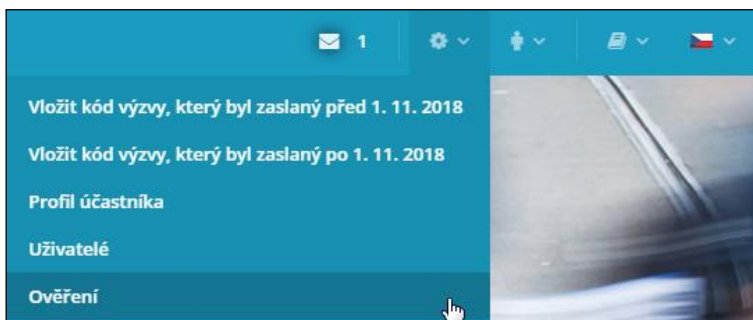 1
Vložit kód výzvy, který byl zaslaný před 1. 11. 2018
Vložit kód výzvy, který byl zaslaný po 1. 11. 2018
Profil účastníka
Uživatelé
Ověření